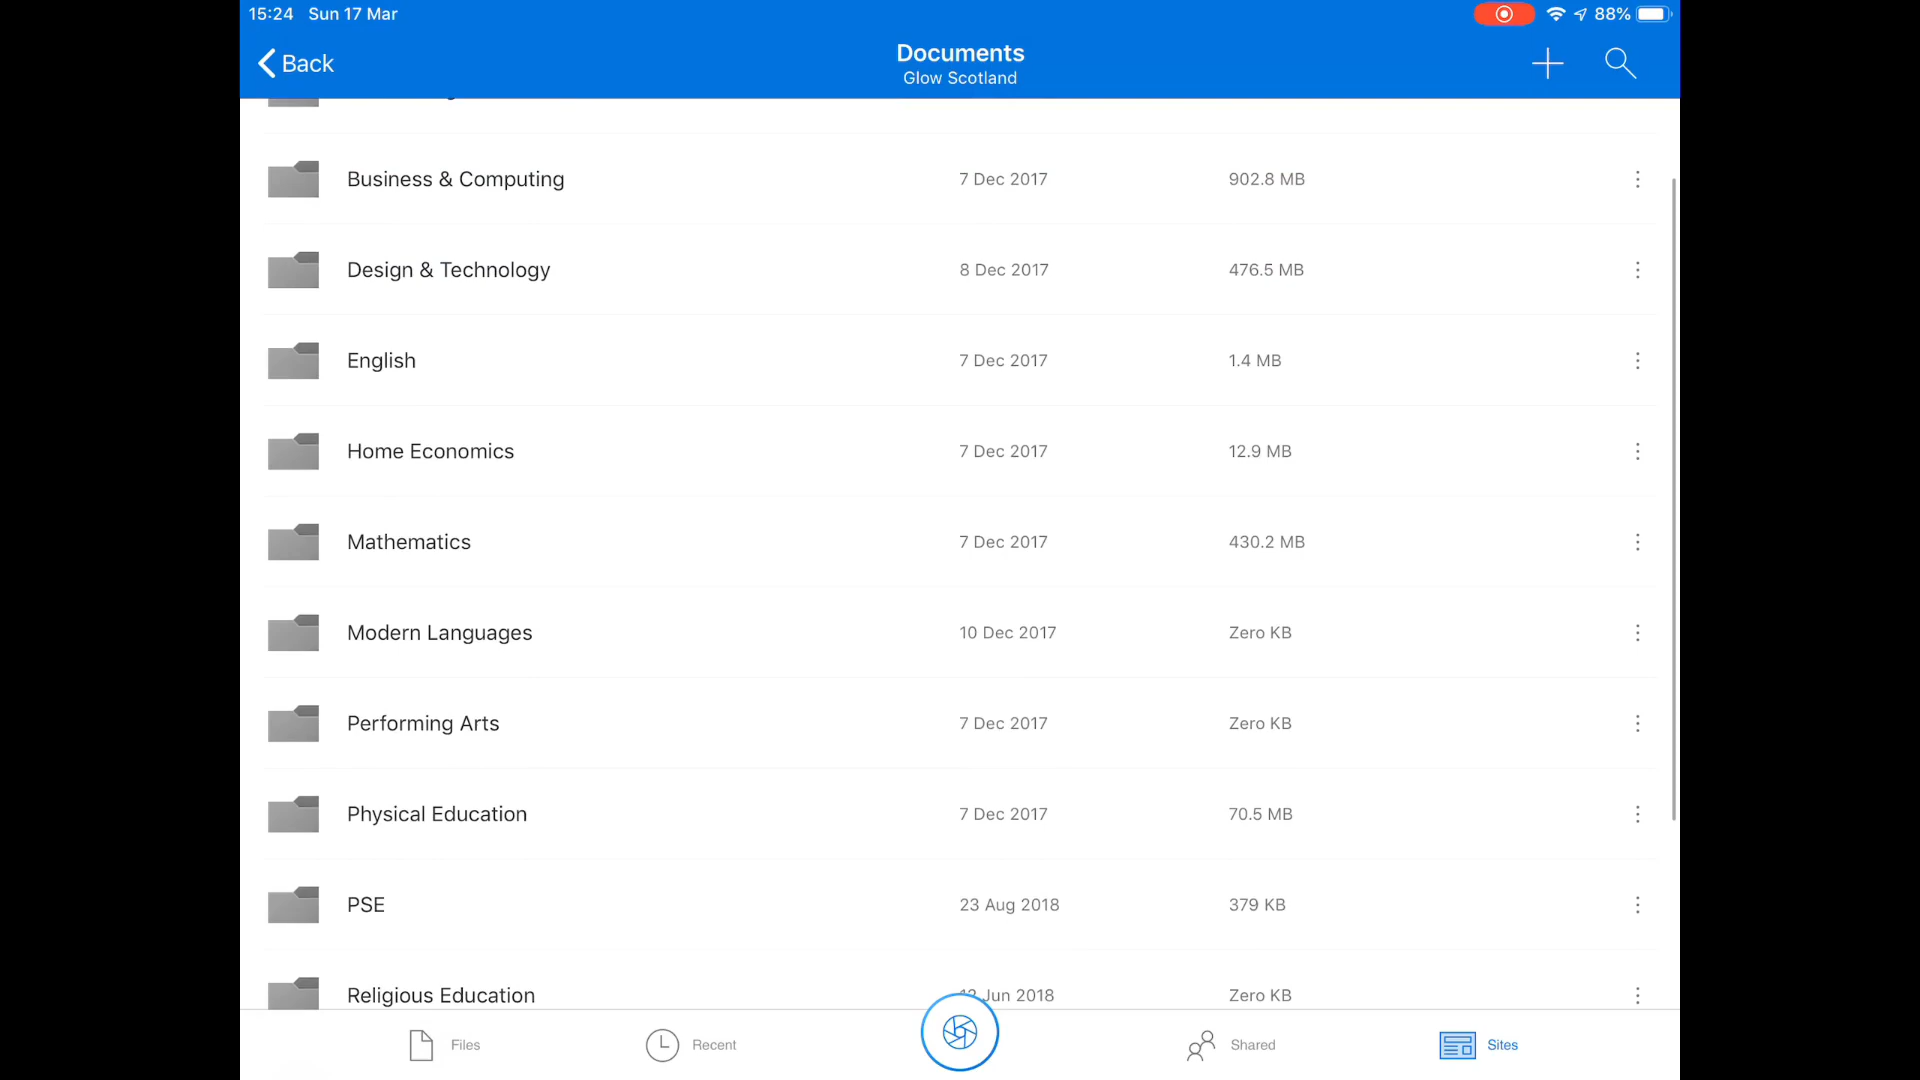 15:24 Sun 17 Mar 88%
Back
Documents
Glow Scotland
Business & Computing 7 Dec 2017 902.8 MB
Design & Technology 8 Dec 2017 476.5 MB
English 7 Dec 2017 1.4 MB
Home Economics 7 Dec 2017 12.9 MB
Mathematics 7 Dec 2017 430.2 MB
Modern Languages 10 Dec 2017 Zero KB
Performing Arts 7 Dec 2017 Zero KB
Physical Education 7 Dec 2017 70.5 MB
PSE 23 Aug 2018 379 KB
Religious Education Jun 2018 Zero KB
Files Recent Shared Sites